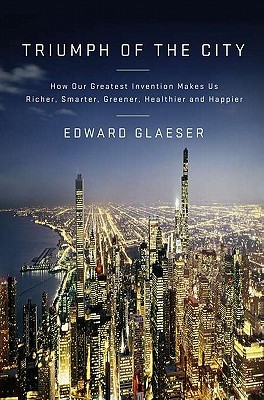 TRIUMPH OF THE CITY
How Our Greatest Invention Makes Us
Richer, Smarter, Greener, Healthier and Happier
EDWARD GLAESER